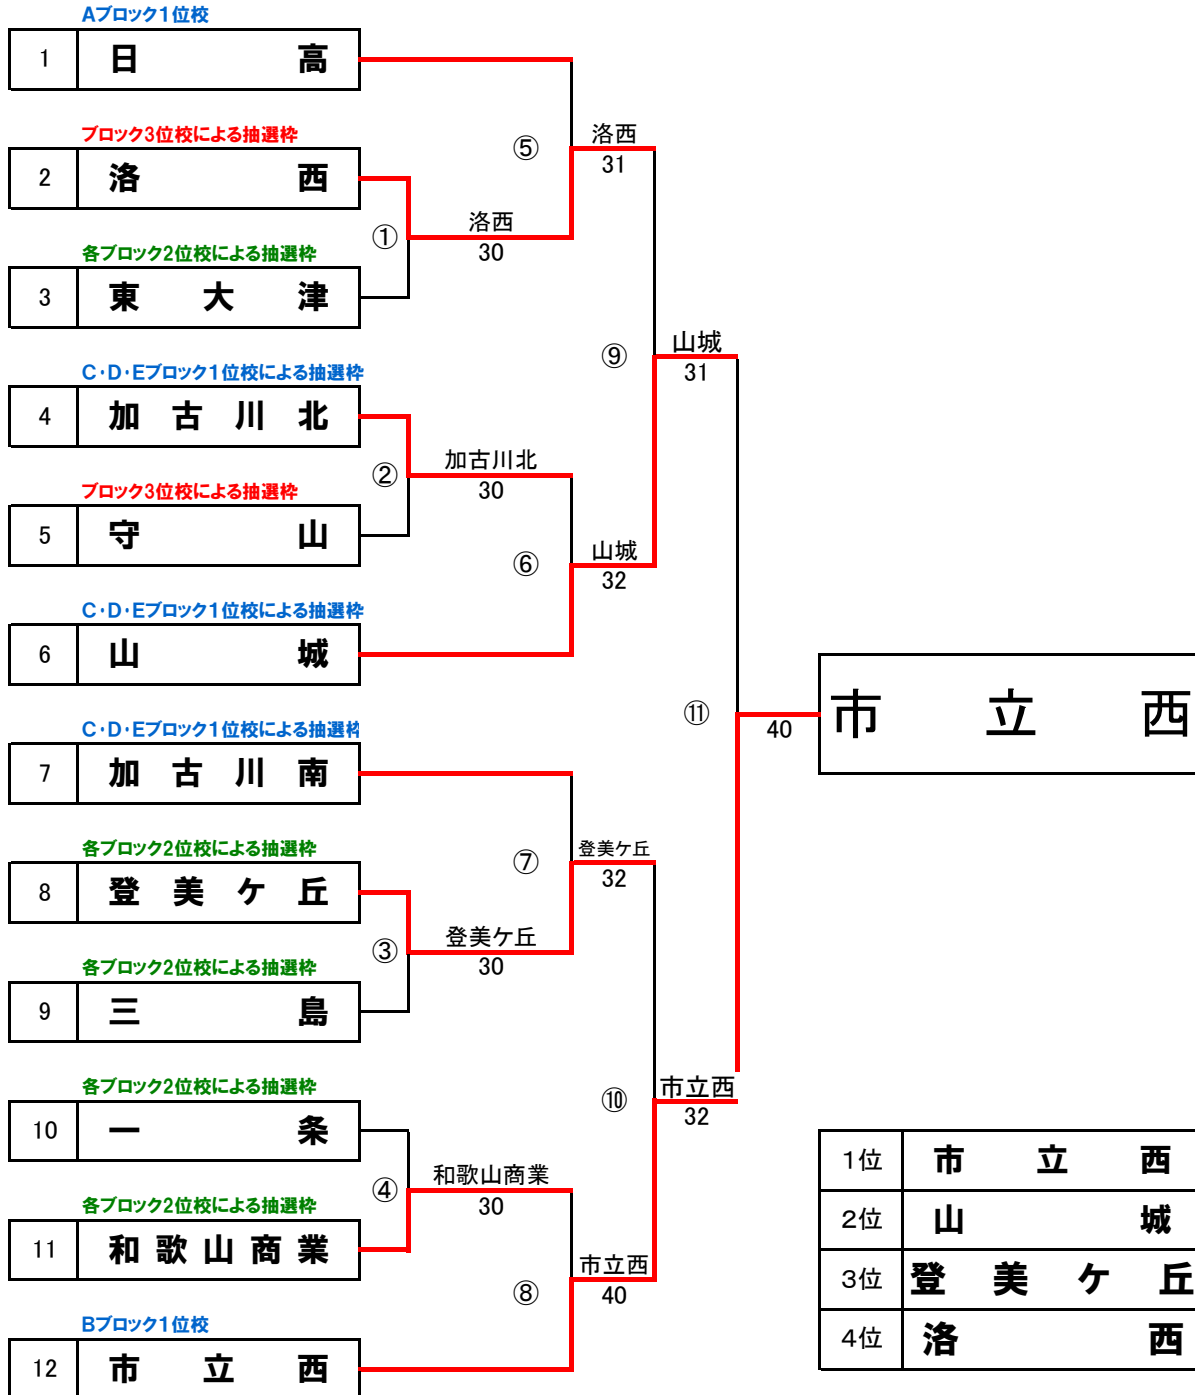 Aブロック1位校
1 日高
ブロック3位校による抽選枠
2 洛西
各ブロック2位校による抽選枠
3 東大津
C・D・Eブロック1位校による抽選枠
4 加古川北
ブロック3位校による抽選枠
5 守山
C・D・Eブロック1位校による抽選枠
6 山城
C・D・Eブロック1位校による抽選枠
7 加古川南
各ブロック2位校による抽選枠
8 登美ケ丘
各ブロック2位校による抽選枠
9 三島
各ブロック2位校による抽選枠
10 一条
各ブロック2位校による抽選枠
11 和歌山商業
Bブロック1位校
12 市立西
① 洛西
30
② 加古川北
30
③ 登美ケ丘
30
④ 和歌山商業
30
⑤ 洛西
31
⑥ 山城
32
⑦ 登美ケ丘
32
⑧ 市立西
40
⑨ 山城
31
⑩ 市立西
32
⑪
40
市立西
1位 市立西
2位 山城
3位 登美ケ丘
4位 洛西